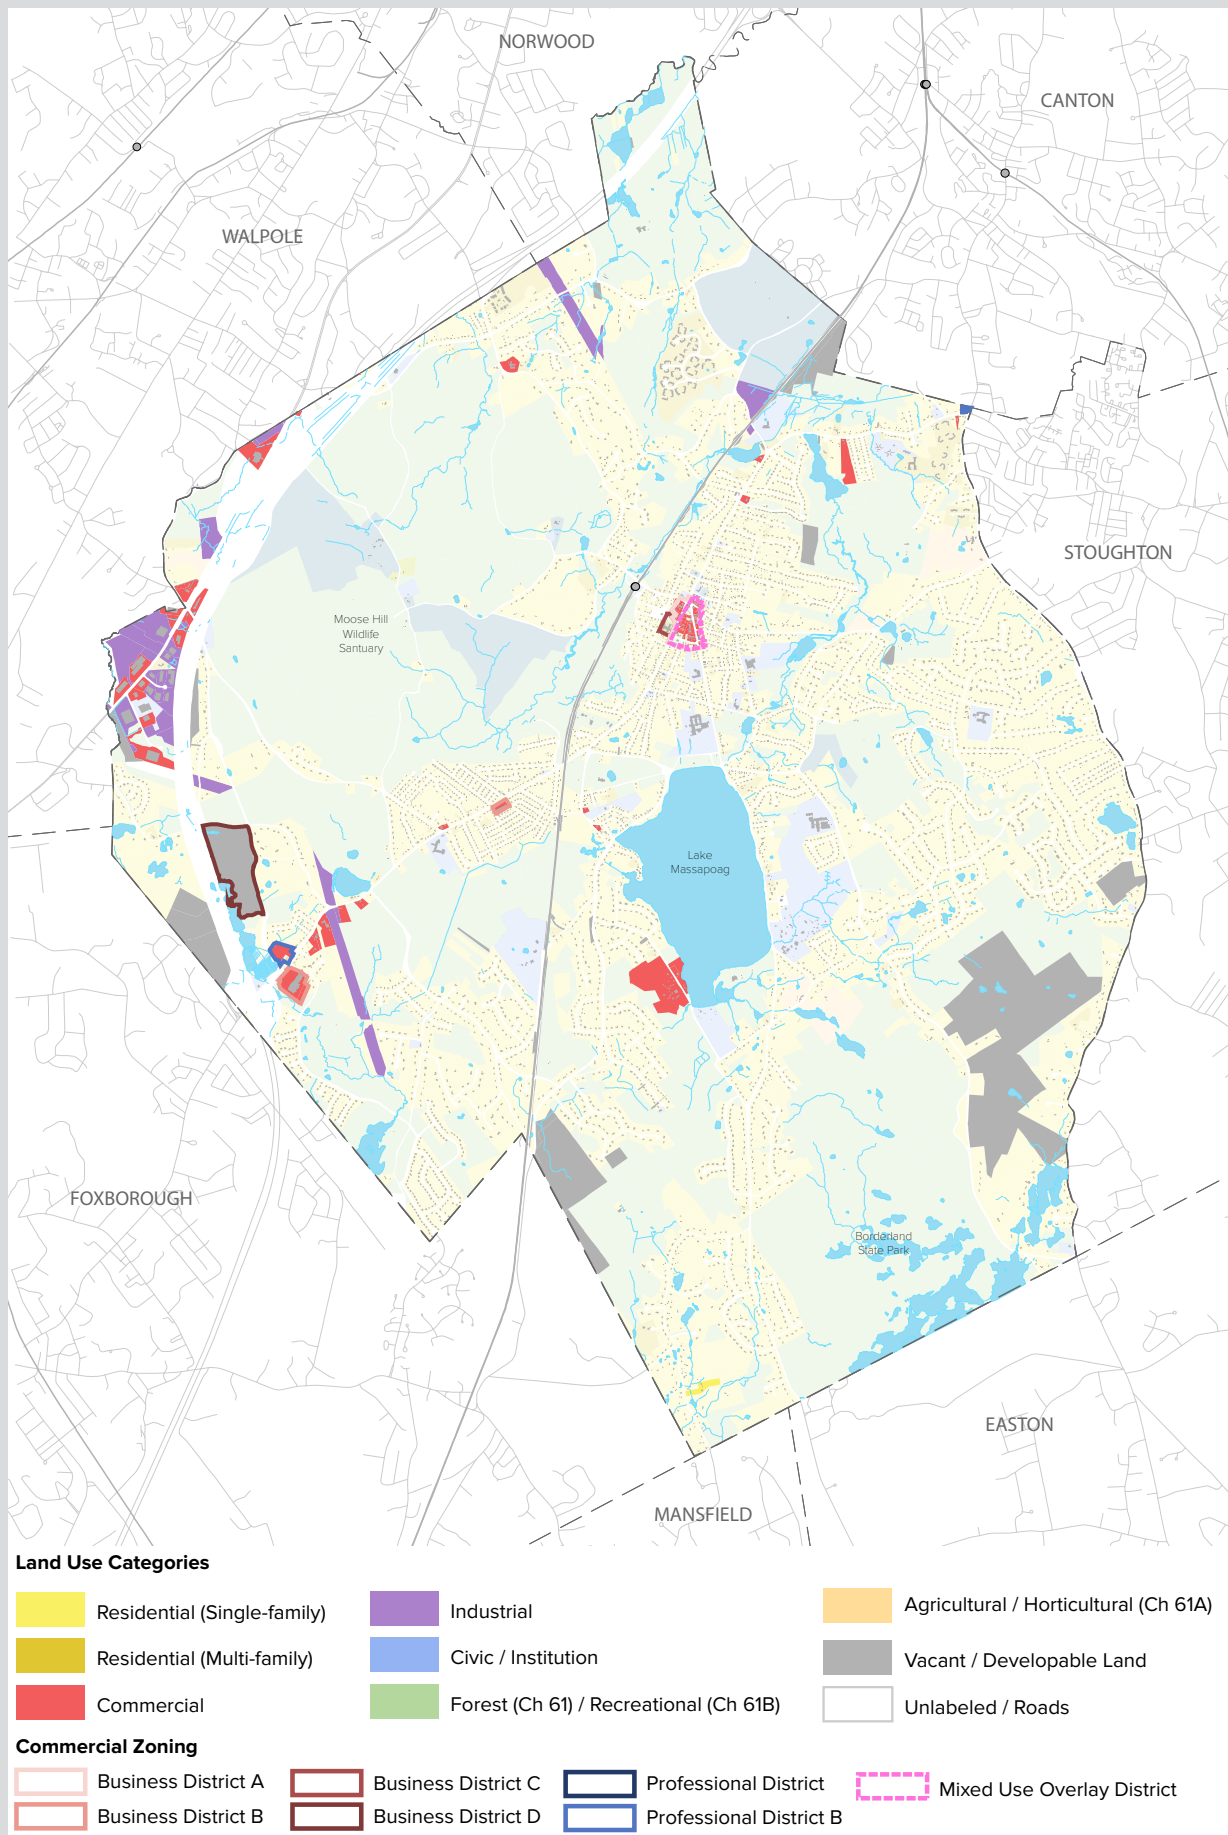 NORWOOD
CANTON
WALPOLE
STOUGHTON
Moose Hill
Wildlife
Santuary
Lake
Massapoag
FOXBOROUGH
Borderland
State Park
EASTON
MANSFIELD
Land Use Categories
Residential (Single-family)
Residential (Multi-family)
Commercial
Industrial
Civic / Institution
Forest (Ch 61) / Recreational (Ch 61B)
Agricultural / Horticultural (Ch 61A)
Vacant / Developable Land
Unlabeled / Roads
Commercial Zoning
Business District A
Business District B
Business District C
Business District D
Professional District
Professional District B
Mixed Use Overlay District